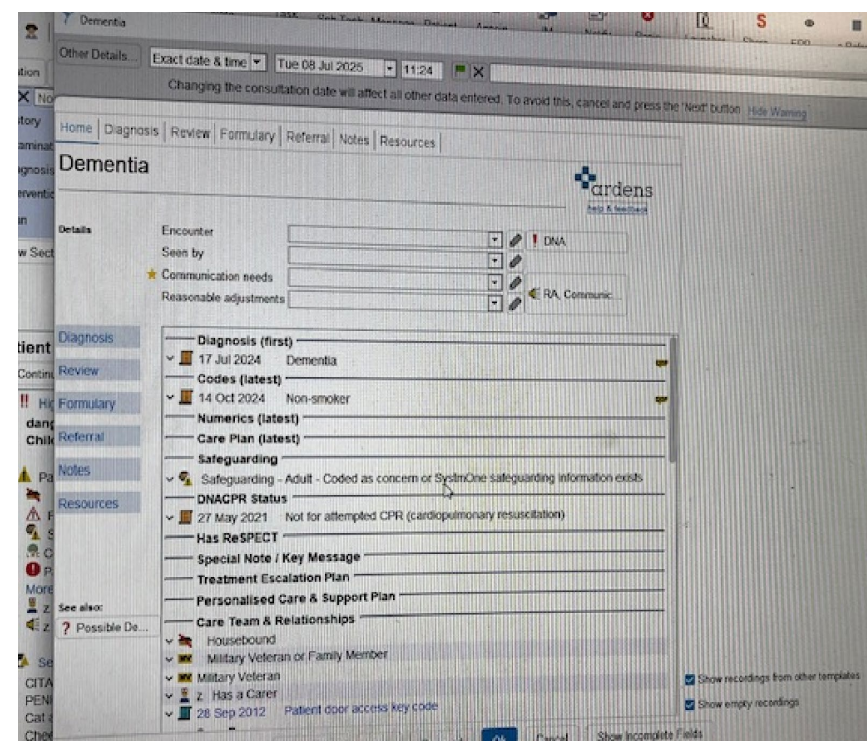 Dementia
Other Details...
Exact date & time
Tue 08 Jul 2025
11:24
Changing the consultation date will affect all other data entered. To avoid this, cancel and press the 'Next' button
Hide Warning
Home
Diagnosis
Review
Formulary
Referral
Notes
Resources
Dementia
ardens
help & feedback
Details
Encounter
DNA
Seen by
Communication needs
Reasonable adjustments
RA, Communic...
Diagnosis
Review
Formulary
Referral
Notes
Resources
Diagnosis (first)
17 Jul 2024 Dementia
Codes (latest)
14 Oct 2024 Non-smoker
Numerics (latest)
Care Plan (latest)
Safeguarding
Safeguarding - Adult - Coded as concern or SystmOne safeguarding information exists
DNACPR Status
27 May 2021 Not for attempted CPR (cardiopulmonary resuscitation)
Has ReSPECT
Special Note / Key Message
Treatment Escalation Plan
Personalised Care & Support Plan
Care Team & Relationships
Housebound
Military Veteran or Family Member
Military Veteran
z Has a Carer
28 Sep 2012 Patient door access key code
See also:
? Possible De...
Show recordings from other templates
Show empty recordings
Ok
Cancel
Show Incomplete Fields